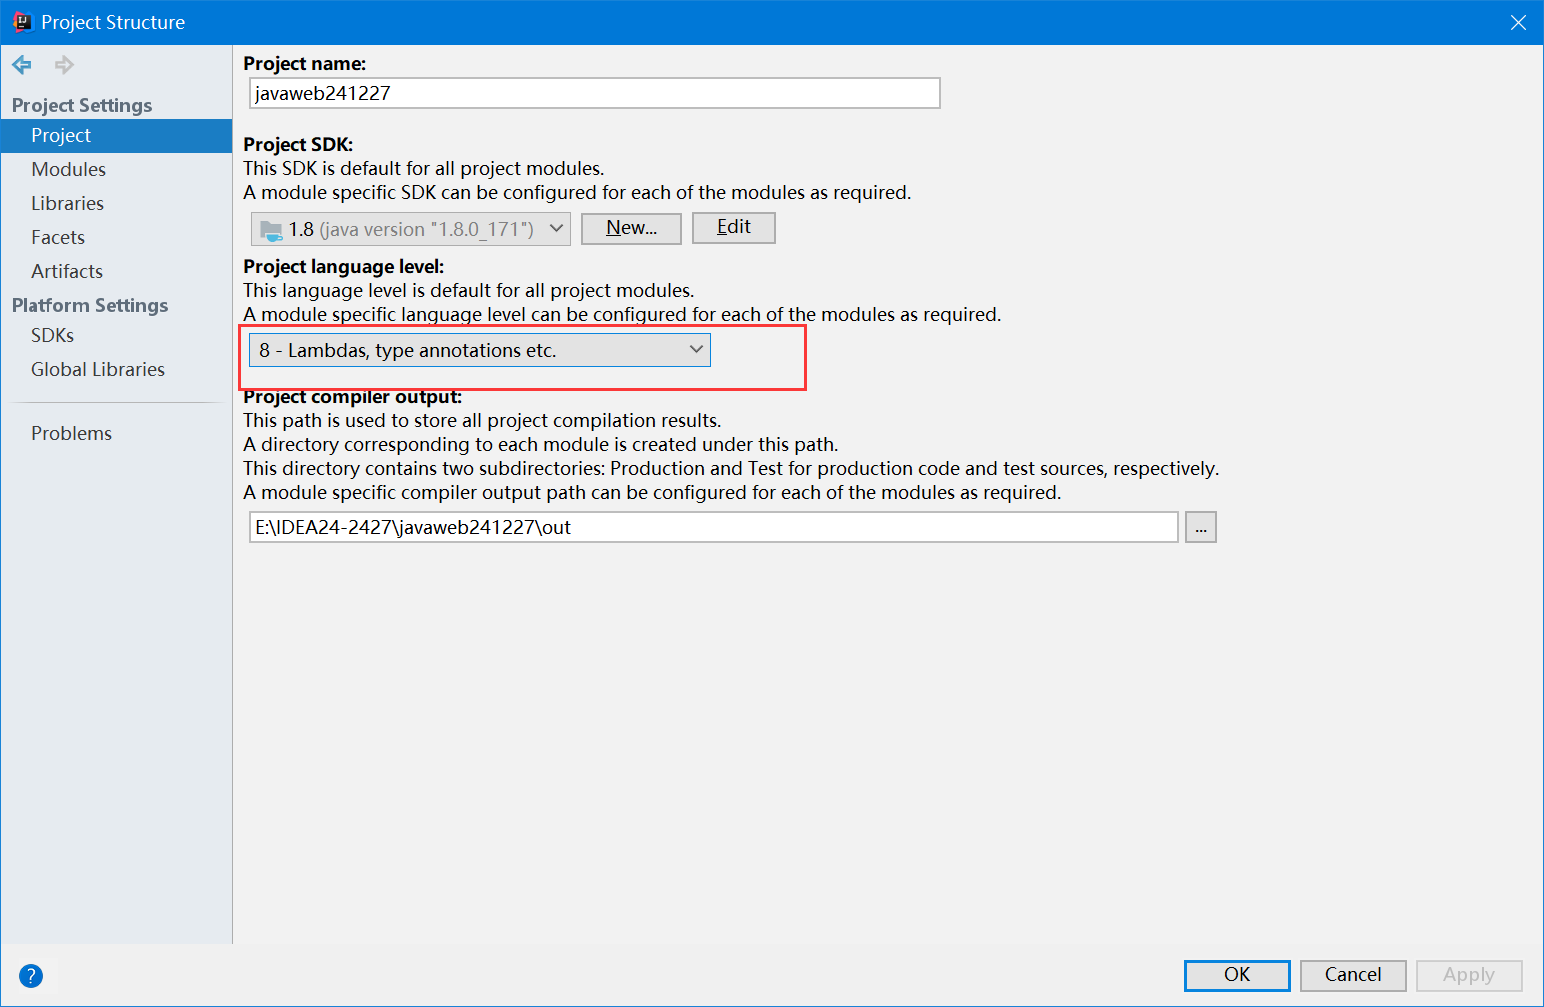 Project Structure
Project Settings
Project
Modules
Libraries
Facets
Artifacts
Platform Settings
SDKs
Global Libraries
Problems
Project name:
javaweb241227
Project SDK:
This SDK is default for all project modules.
A module specific SDK can be configured for each of the modules as required.
1.8 (java version "1.8.0_171")
New...
Edit
Project language level:
This language level is default for all project modules.
A module specific language level can be configured for each of the modules as required.
8 - Lambdas, type annotations etc.
Project compiler output:
This path is used to store all project compilation results.
A directory corresponding to each module is created under this path.
This directory contains two subdirectories: Production and Test for production code and test sources, respectively.
A module specific compiler output path can be configured for each of the modules as required.
E:\IDEA24-2427\javaweb241227\out
...
?
OK
Cancel
Apply